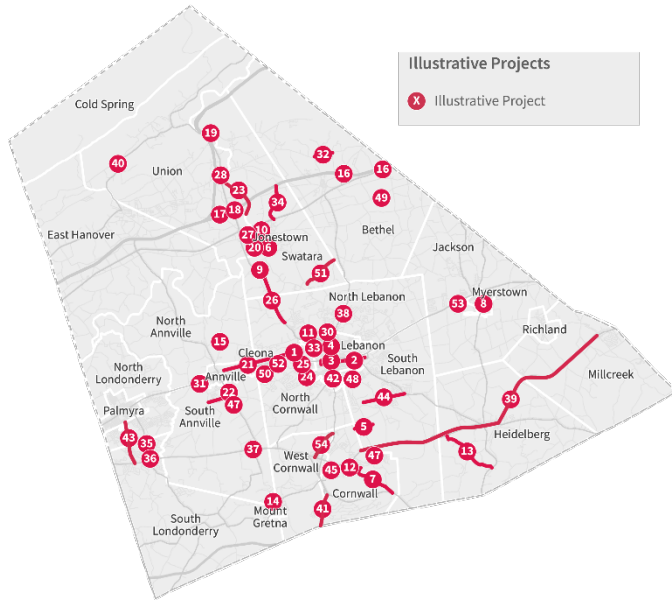 Illustrative Projects
X Illustrative Project
Cold Spring
19
40
Union
32
16
16
28
23
49
34
18
17
East Hanover
10
27
Jonestown
Bethel
20
6
Swatara
Jackson
9
51
North Lebanon
Myerstown
26
53
8
38
North
Annville
11
30
Richland
15
33
4
Lebanon
Cleona
1
21
52
25
3
2
South
Lebanon
North
Londonderry
50
24
42
48
Millcreek
31
Annville
22
44
39
47
North
Cornwall
Palmyra
South
Annville
5
Heidelberg
43
35
54
36
37
West
Cornwall
47
13
45
12
7
Cornwall
14
Mount
Gretna
41
South
Londonderry